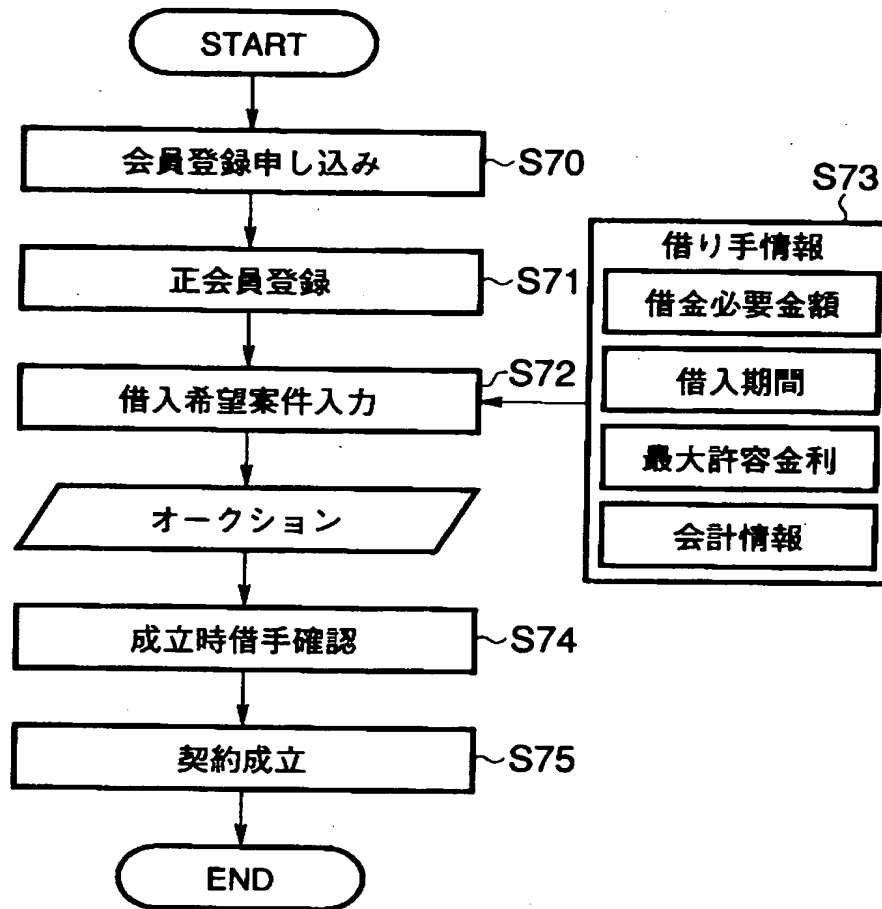 START
会員登録申し込み
S70
正会員登録
S71
借入希望案件入力
S72
S73
借り手情報
借金必要金額
借入期間
最大許容金利
会計情報
オークション
成立時借手確認
S74
契約成立
S75
END